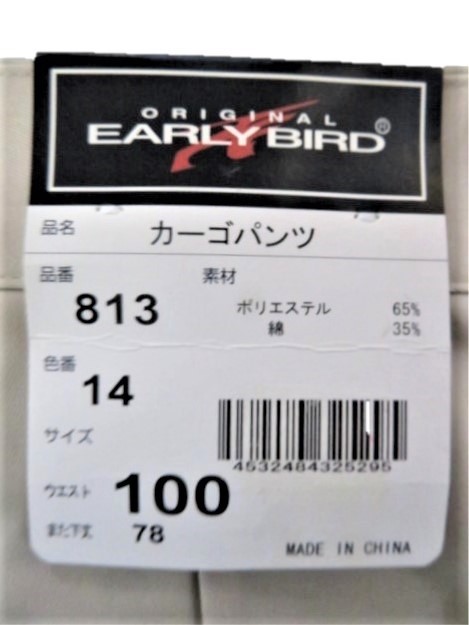 ORIGINAL
EARLY BIRD®
品名 カーゴパンツ
品番 素材
813 ポリエステル 65%
綿 35%
色番
14
サイズ
4532484325295
ウエスト 100
また下丈 78
MADE IN CHINA